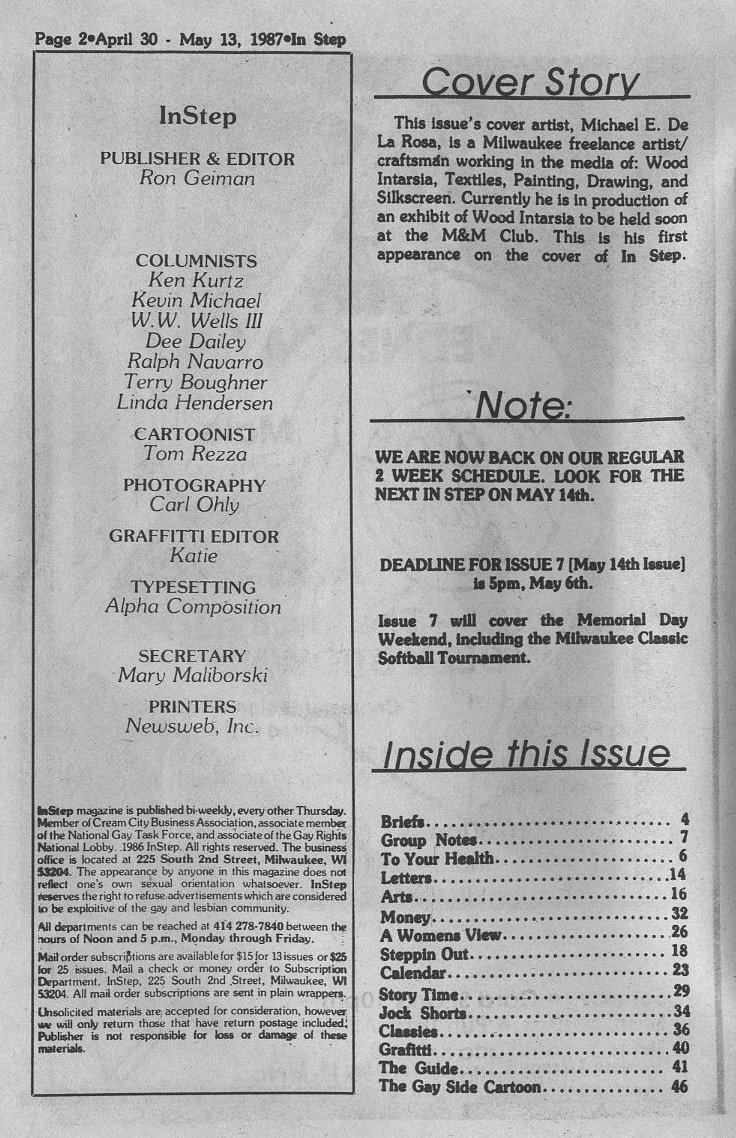 Page 2•April 30 - May 13, 1987•In Step
InStep
PUBLISHER & EDITOR
Ron Geiman
COLUMNISTS
Ken Kurtz
Kevin Michael
W.W. Wells III
Dee Dailey
Ralph Navarro
Terry Boughner
Linda Hendersen
CARTOONIST
Tom Rezza
PHOTOGRAPHY
Carl Ohly
GRAFFITTI EDITOR
Katie
TYPESETTING
Alpha Composition
SECRETARY
Mary Maliborski
PRINTERS
Newsweb, Inc.
InStep magazine is published bi-weekly, every other Thursday.
Member of Cream City Business Association, associate member
of the National Gay Task Force, and associate of the Gay Rights
National Lobby. 1986 InStep. All rights reserved. The business
office is located at 225 South 2nd Street, Milwaukee, WI
53204. The appearance by anyone in this magazine does not
reflect one's own sexual orientation whatsoever. InStep
reserves the right to refuse advertisements which are considered
to be exploitive of the gay and lesbian community.
All departments can be reached at 414 278-7840 between the
hours of Noon and 5 p.m., Monday through Friday.
Mail order subscriptions are available for $15 for 13 issues or $25
for 25 issues. Mail a check or money order to Subscription
Department. InStep, 225 South 2nd Street, Milwaukee, WI
53204. All mail order subscriptions are sent in plain wrappers.
Unsolicited materials are accepted for consideration, however
we will only return those that have return postage included.
Publisher is not responsible for loss or damage of these
materials.
Cover Story
This issue's cover artist, Michael E. De
La Rosa, is a Milwaukee freelance artist/
craftsman working in the media of: Wood
Intarsia, Textiles, Painting, Drawing, and
Silkscreen. Currently he is in production of
an exhibit of Wood Intarsia to be held soon
at the M&M Club. This is his first
appearance on the cover of In Step.
Note:
WE ARE NOW BACK ON OUR REGULAR
2 WEEK SCHEDULE. LOOK FOR THE
NEXT IN STEP ON MAY 14th.
DEADLINE FOR ISSUE 7 [May 14th Issue]
is 5pm, May 6th.
Issue 7 will cover the Memorial Day
Weekend, including the Milwaukee Classic
Softball Tournament.
Inside this Issue
Briefs............................... 4
Group Notes......................... 7
To Your Health....................... 6
Letters..............................14
Arts.................................16
Money..............................32
A Womens View.....................26
Steppin Out.........................18
Calendar............................23
Story Time..........................29
Jock Shorts..........................34
Classies.............................36
Grafitti..............................40
The Guide...........................41
The Gay Side Cartoon............... 46